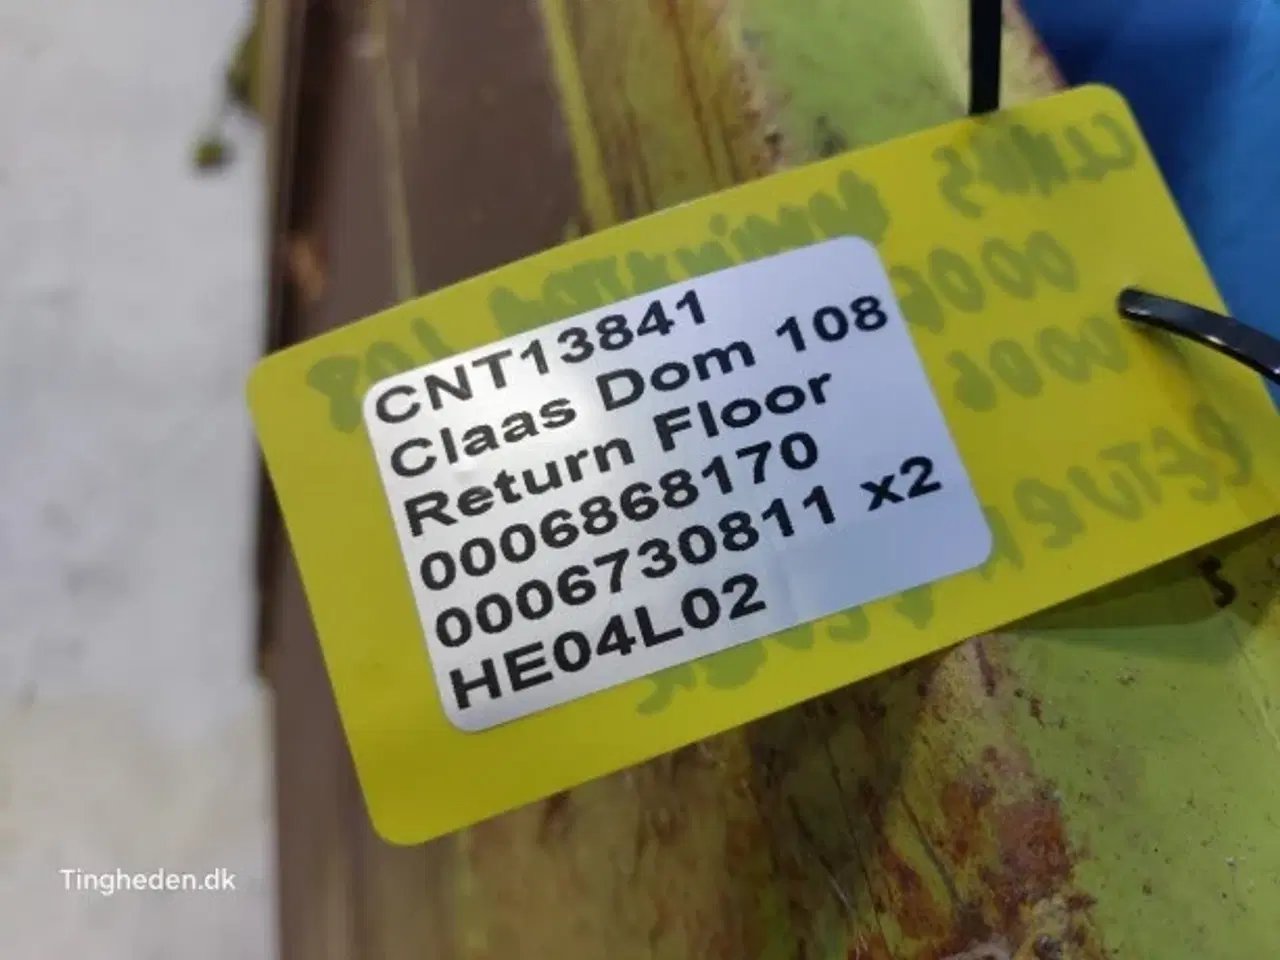 CNT13841
Claas Dom 108
Return Floor
0006868170
0006730811 x2
HE04L02
Tingheden.dk